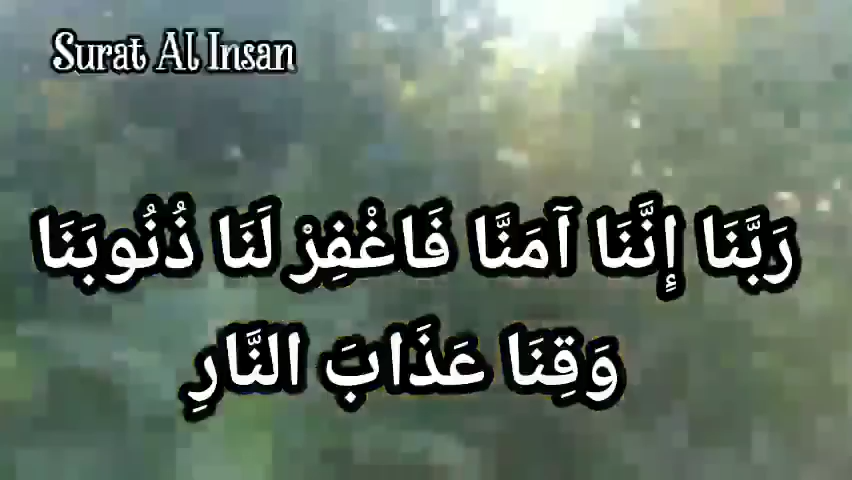 Surat Al Insan
رَبَّنَا إِنَّنَا آمَنَّا فَاغْفِرْ لَنَا ذُنُوبَنَا
وَقِنَا عَذَابَ النَّارِ